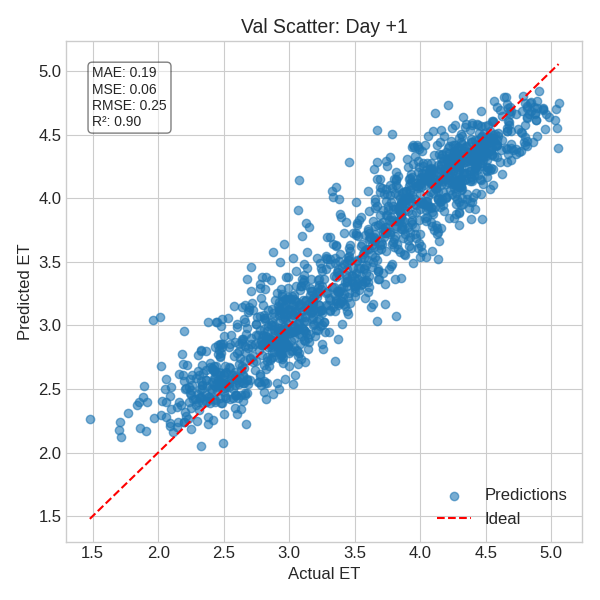 Val Scatter: Day +1
MAE: 0.19
MSE: 0.06
RMSE: 0.25
R²: 0.90
Predicted ET
5.0
4.5
4.0
3.5
3.0
2.5
2.0
1.5
Predictions
Ideal
1.5 2.0 2.5 3.0 3.5 4.0 4.5 5.0
Actual ET